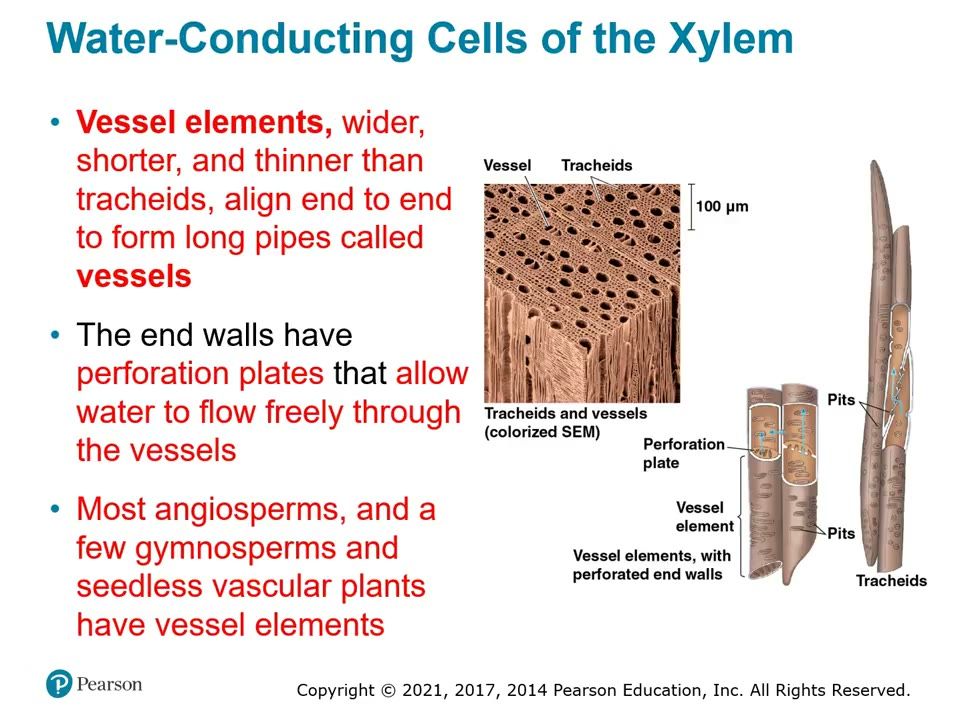 Water-Conducting Cells of the Xylem
• Vessel elements, wider,
shorter, and thinner than
tracheids, align end to end
to form long pipes called
vessels
• The end walls have
perforation plates that allow
water to flow freely through
the vessels
• Most angiosperms, and a
few gymnosperms and
seedless vascular plants
have vessel elements
Vessel
Tracheids
100 μm
Tracheids and vessels
(colorized SEM)
Perforation
plate
Vessel
element
Vessel elements, with
perforated end walls
Pits
Pits
Tracheids
P Pearson
Copyright © 2021, 2017, 2014 Pearson Education, Inc. All Rights Reserved.